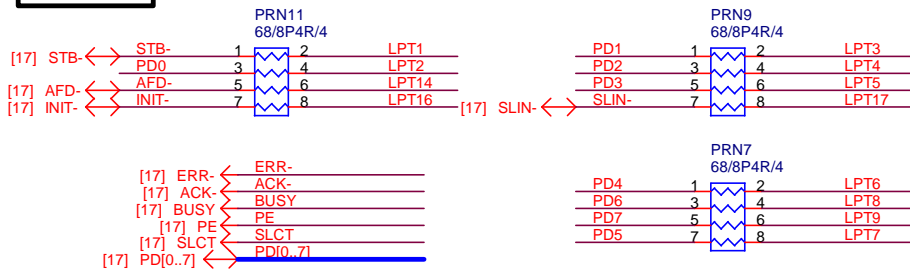 PRN11
68/8P4R/4
[17] STB- STB- 1 2 LPT1
PD0 3 4 LPT2
[17] AFD- AFD- 5 6 LPT14
[17] INIT- INIT- 7 8 LPT16
PRN9
68/8P4R/4
PD1 1 2 LPT3
PD2 3 4 LPT4
PD3 5 6 LPT5
[17] SLIN- SLIN- 7 8 LPT17
[17] ERR- ERR-
[17] ACK- ACK-
[17] BUSY BUSY
[17] PE PE
[17] SLCT SLCT
[17] PD[0..7] PD[0..7]
PRN7
68/8P4R/4
PD4 1 2 LPT6
PD6 3 4 LPT8
PD7 5 6 LPT9
PD5 7 8 LPT7